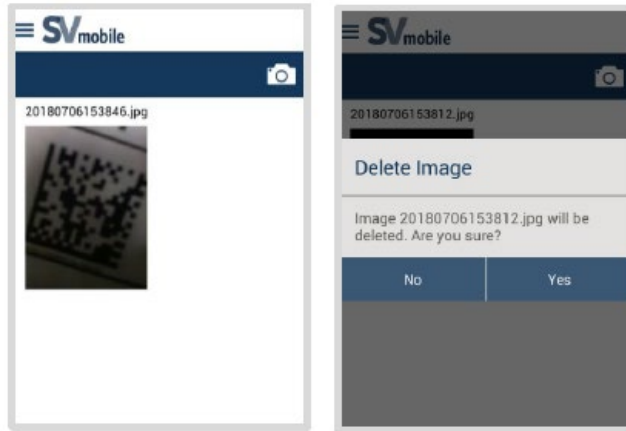 SVmobile
20180706153846.jpg
SVmobile
20180706153812.jpg
Delete Image
Image 20180706153812.jpg will be
deleted. Are you sure?
No
Yes